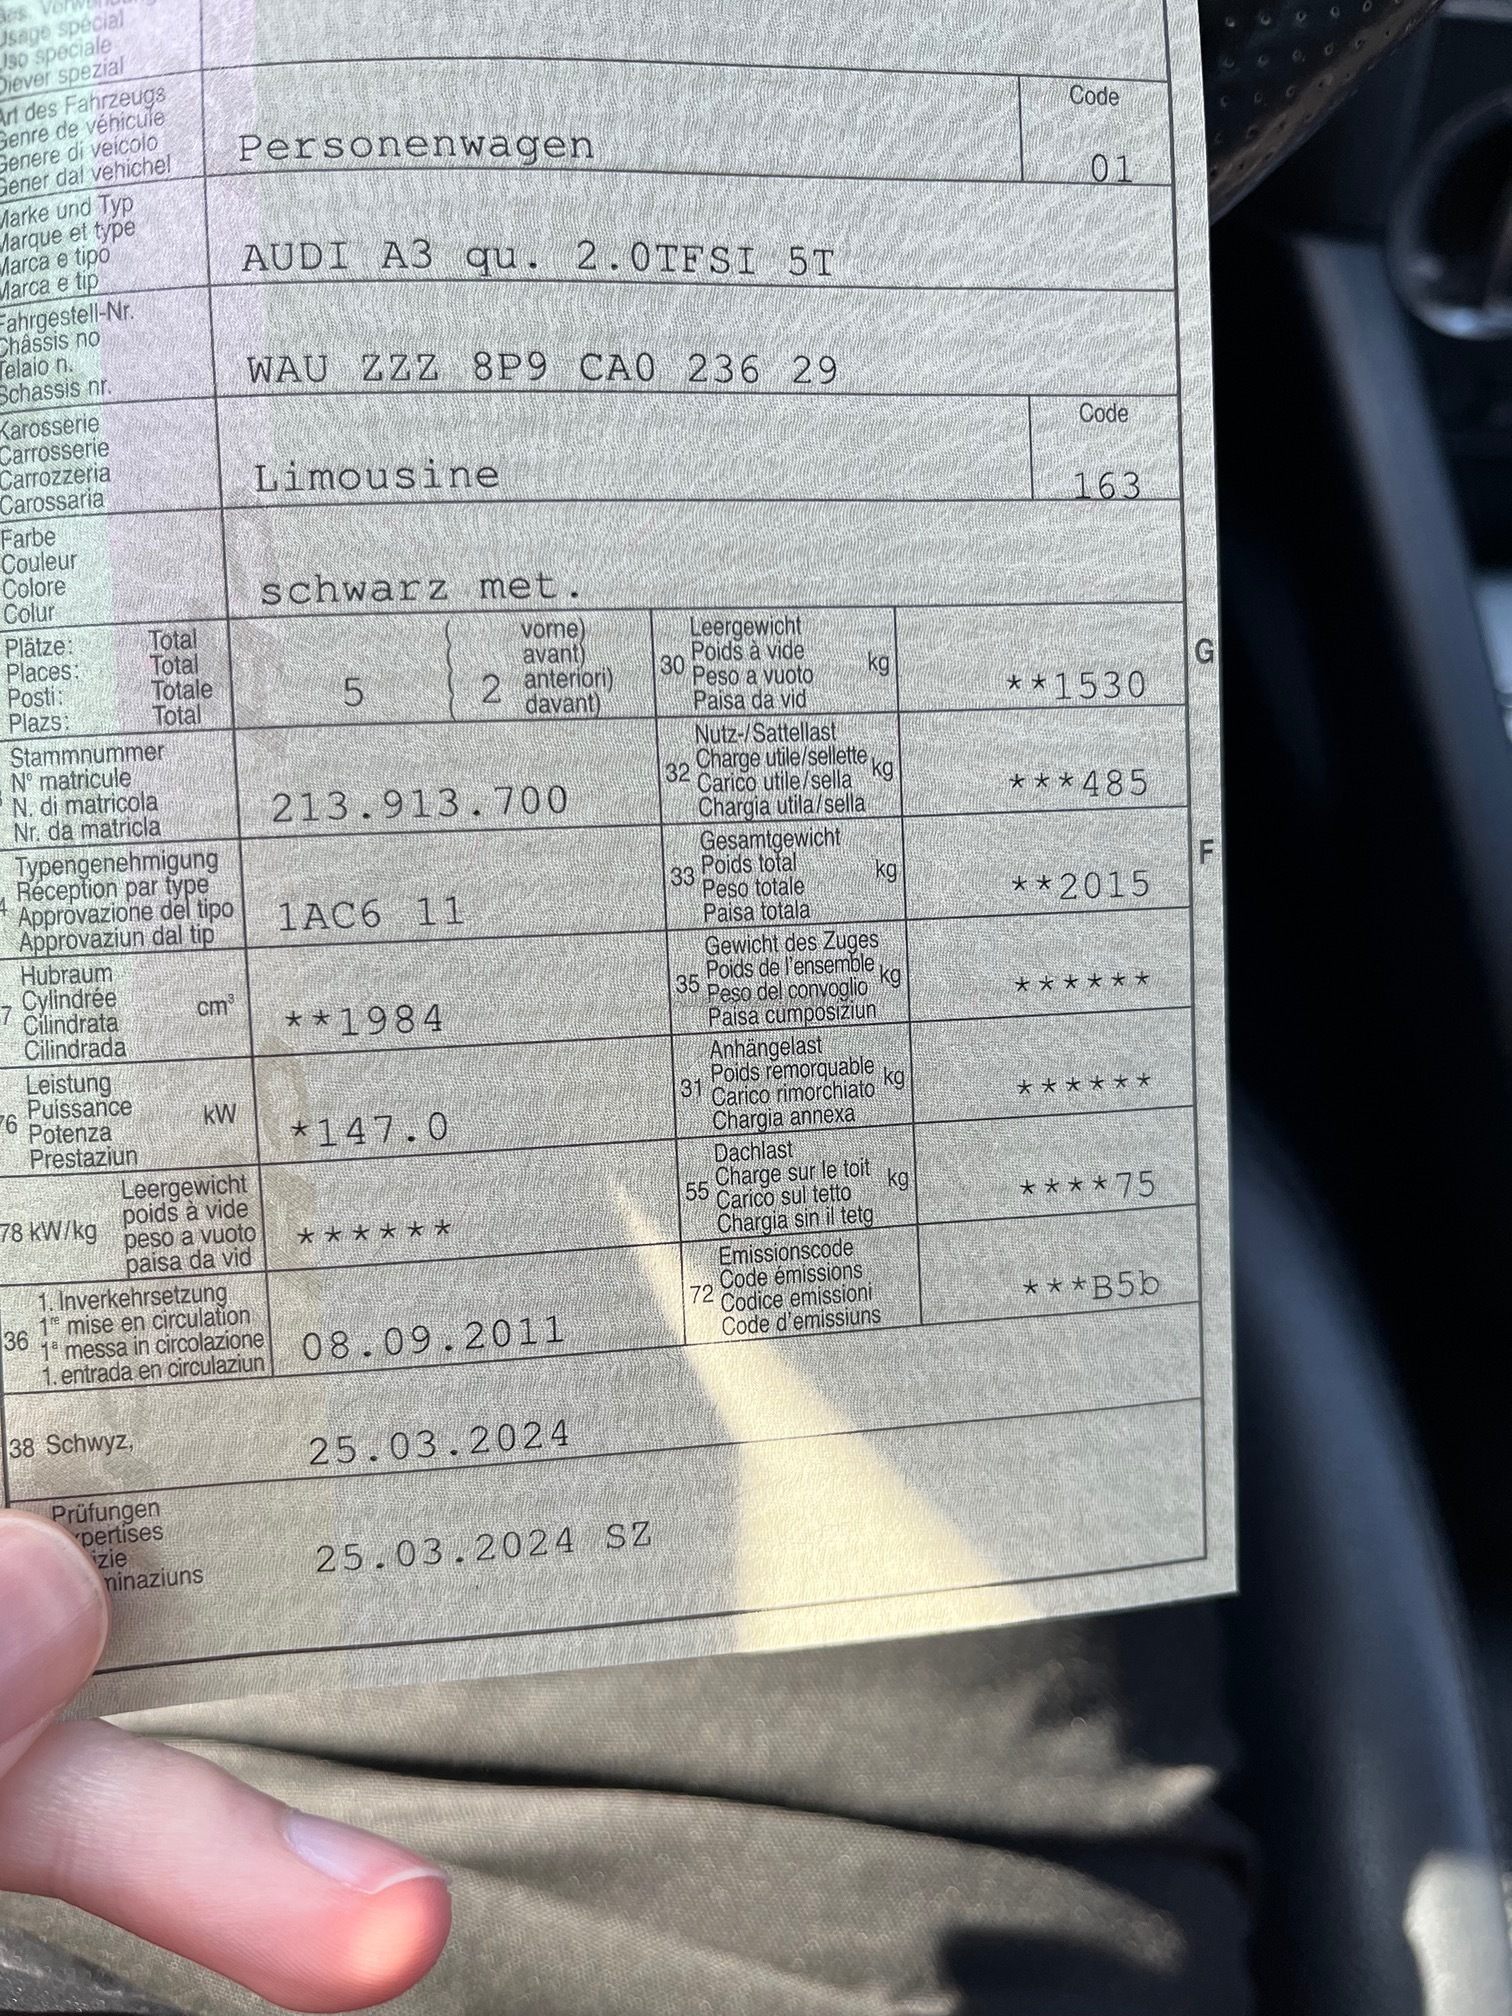 Usage spécial
Uso speciale
Diever spezial
Art des Fahrzeugs
Genre de véhicule
Genere di veicolo
Gener dal vehichel
Personenwagen
Code
01
Marke und Typ
Marque et type
Marca e tipo
Marca e tip
AUDI A3 qu. 2.0TFSI 5T
Fahrgestell-Nr.
Châssis no
Telaio n.
Schassis nr.
WAU ZZZ 8P9 CA0 236 29
Karosserie
Carrosserie
Carrozzeria
Carossaria
Limousine
Code
163
Farbe
Couleur
Colore
Colur
schwarz met.
Plätze: Total
Places: Total
Posti: Totale
Plazs: Total
5
2
vorne)
avant)
anteriori)
davant)
30 Leergewicht
Poids à vide
Peso a vuoto
Paisa da vid
kg
**1530
G
Stammnummer
N° matricule
N. di matricola
Nr. da matricla
213.913.700
32 Nutz-/Sattellast
Charge utile/sellette
Carico utile/sella
Chargia utila/sella
kg
***485
Typengenehmigung
Réception par type
Approvazione del tipo
Approvaziun dal tip
1AC6 11
33 Gesamtgewicht
Poids total
Peso totale
Paisa totala
kg
**2015
F
Hubraum
Cylindrée
Cilindrata
Cilindrada
cm³
**1984
35 Gewicht des Zuges
Poids de l'ensemble
Peso del convoglio
Paisa cumposiziun
kg
******
Leistung
Puissance
Potenza
Prestaziun
kW
*147.0
31 Anhängelast
Poids remorquable
Carico rimorchiato
Chargia annexa
kg
******
78 kW/kg
Leergewicht
poids à vide
peso a vuoto
paisa da vid
******
55 Dachlast
Charge sur le toit
Carico sul tetto
Chargia sin il tetg
kg
****75
36 1. Inverkehrsetzung
1re mise en circulation
1a messa in circolazione
1. entrada en circulaziun
08.09.2011
72 Emissionscode
Code émissions
Codice emissioni
Code d'emissiuns
***B5b
38 Schwyz,
25.03.2024
Prüfungen
pertises
zie
minaziuns
25.03.2024 SZ